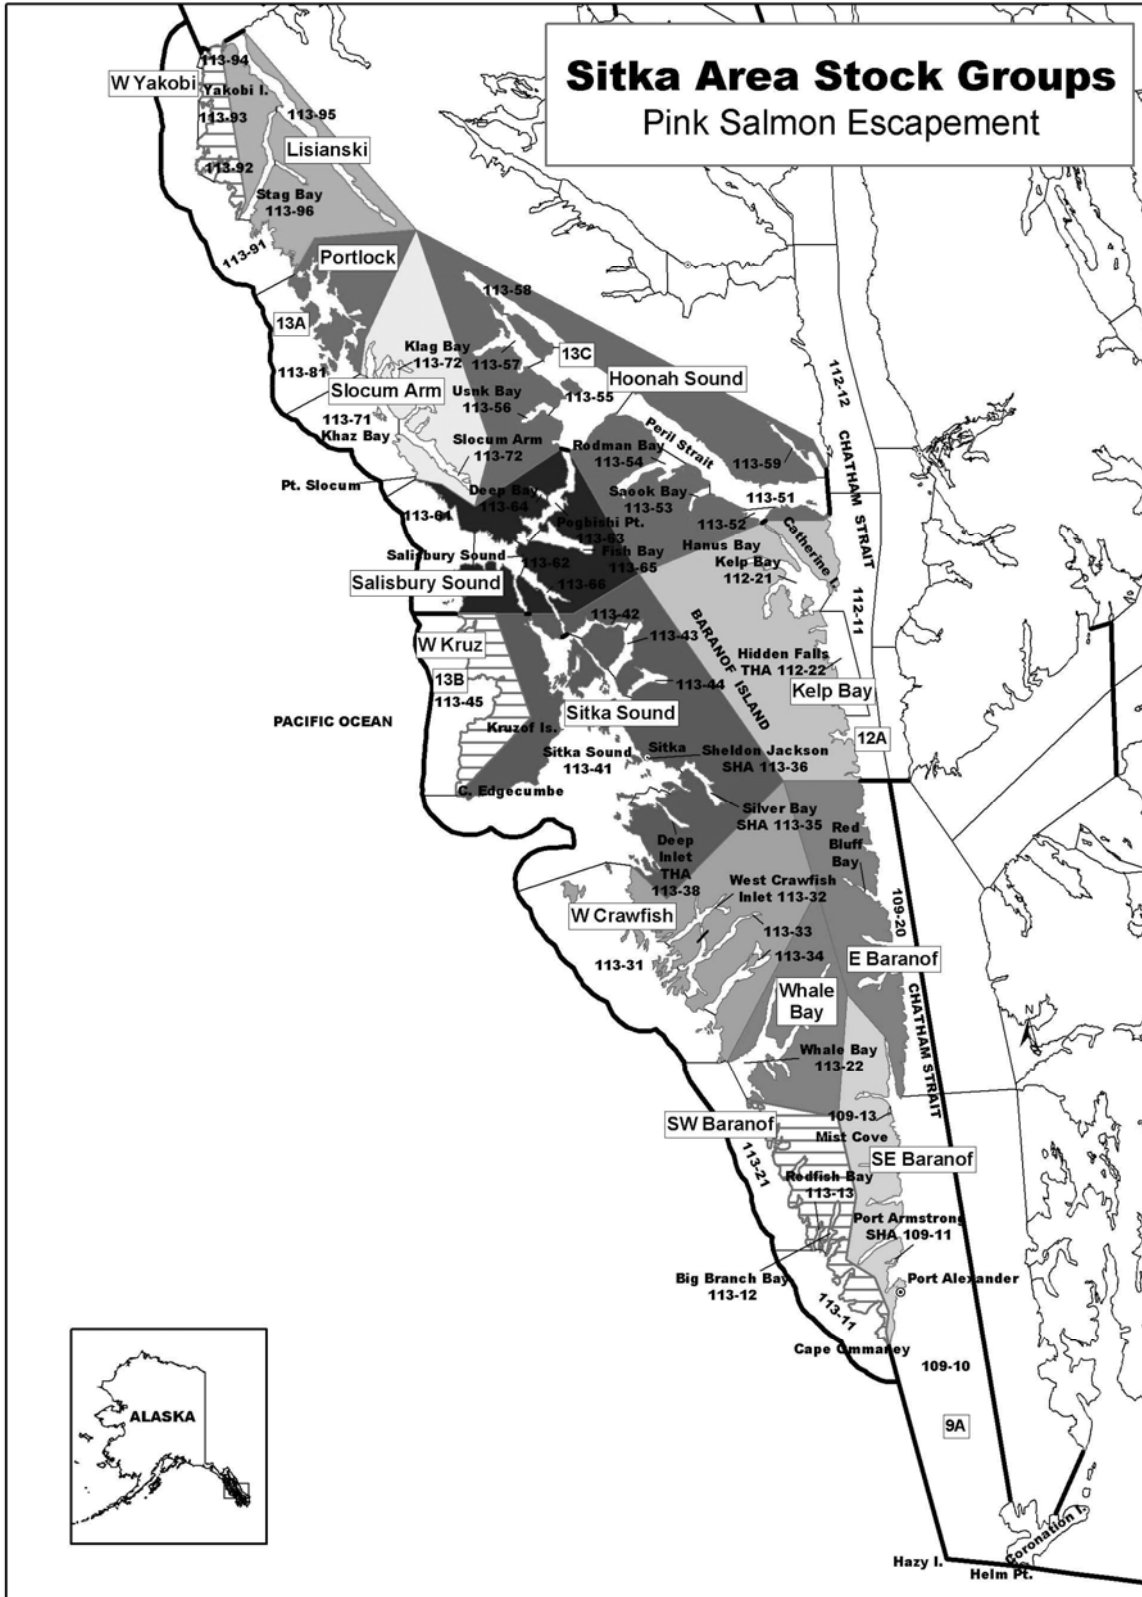 Sitka Area Stock Groups
Pink Salmon Escapement
113-94
W Yakobi
Yakobi I.
113-93
113-95
Lisianski
113-92
Stag Bay
113-96
113-91
Portlock
113-58
13A
Klag Bay
113-72
113-57
13C
113-81
Slocum Arm
Hoonah Sound
Usnk Bay
113-56
113-55
113-71
Khaz Bay
Slocum Arm
113-72
Peril Strait
Rodman Bay
113-54
113-59
112-12
CHATHAM STRAIT
Pt. Slocum
Deep Bay
113-64
Saook Bay
113-53
113-51
113-61
Pogbishi Pt.
113-63
113-52
Catherine I.
Salisbury Sound
113-62
Fish Bay
113-65
Hanus Bay
Kelp Bay
112-21
Salisbury Sound
113-66
112-11
113-42
113-43
BARANOF ISLAND
W Kruz
Hidden Falls
THA 112-22
13B
113-45
113-44
Kelp Bay
PACIFIC OCEAN
Kruzof Is.
Sitka Sound
12A
Sitka Sound
113-41
Sitka
Sheldon Jackson
SHA 113-36
C. Edgecumbe
Silver Bay
SHA 113-35
Red
Bluff
Bay
Deep
Inlet
THA
113-38
West Crawfish
Inlet 113-32
109-20
W Crawfish
113-33
113-31
113-34
E Baranof
Whale
Bay
CHATHAM STRAIT
N
Whale Bay
113-22
SW Baranof
109-13
Mist Cove
113-21
SE Baranof
Redfish Bay
113-13
Port Armstrong
SHA 109-11
Big Branch Bay
113-12
Port Alexander
113-11
Cape Ommaney
109-10
ALASKA
9A
Coronation I.
Hazy I.
Helm Pt.